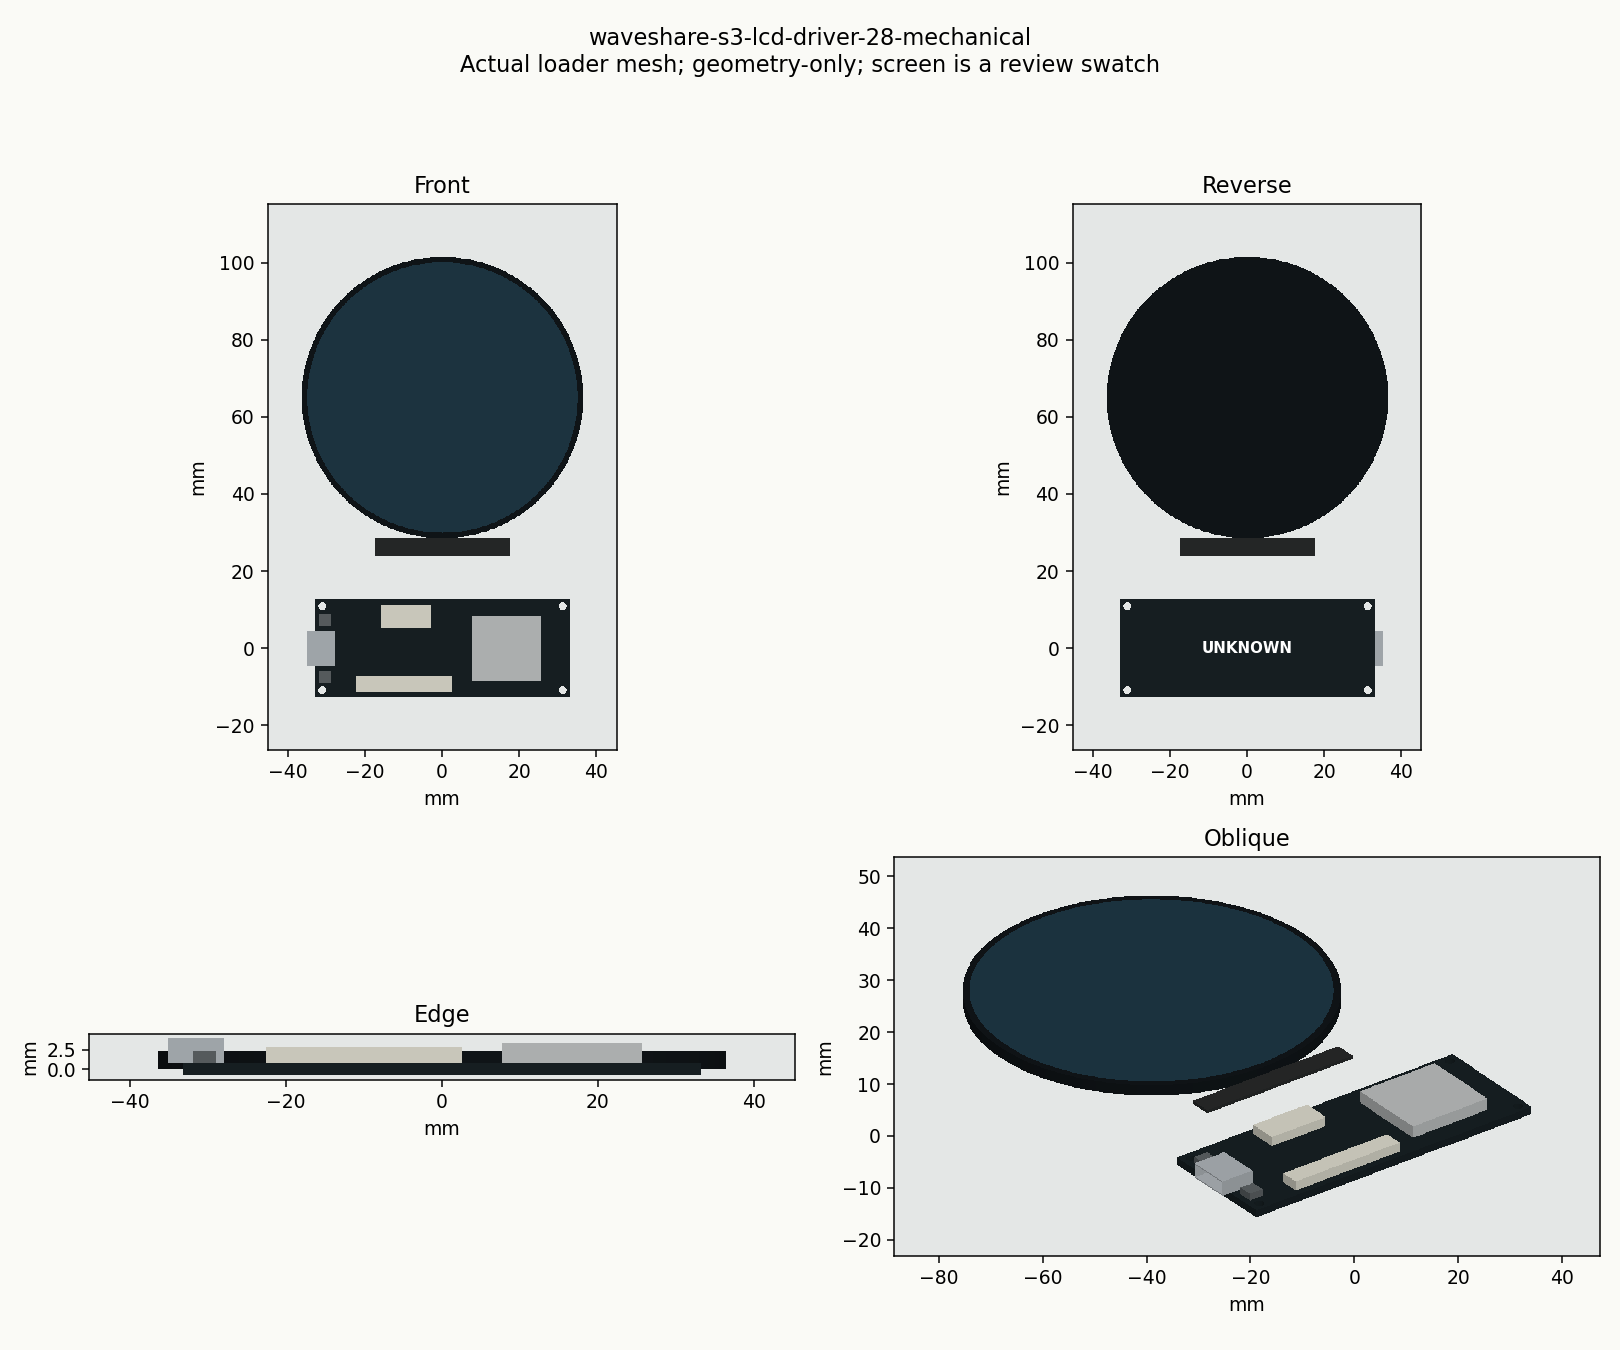 waveshare-s3-lcd-driver-28-mechanical
Actual loader mesh; geometry-only; screen is a review swatch
Front
100
80
60
40
20
0
−20
mm
−40 −20 0 20 40
mm
Reverse
100
80
60
40
20
0
−20
mm
UNKNOWN
−40 −20 0 20 40
mm
Edge
2.5
0.0
mm
−40 −20 0 20 40
mm
Oblique
50
40
30
20
10
0
−10
−20
mm
−80 −60 −40 −20 0 20 40
mm